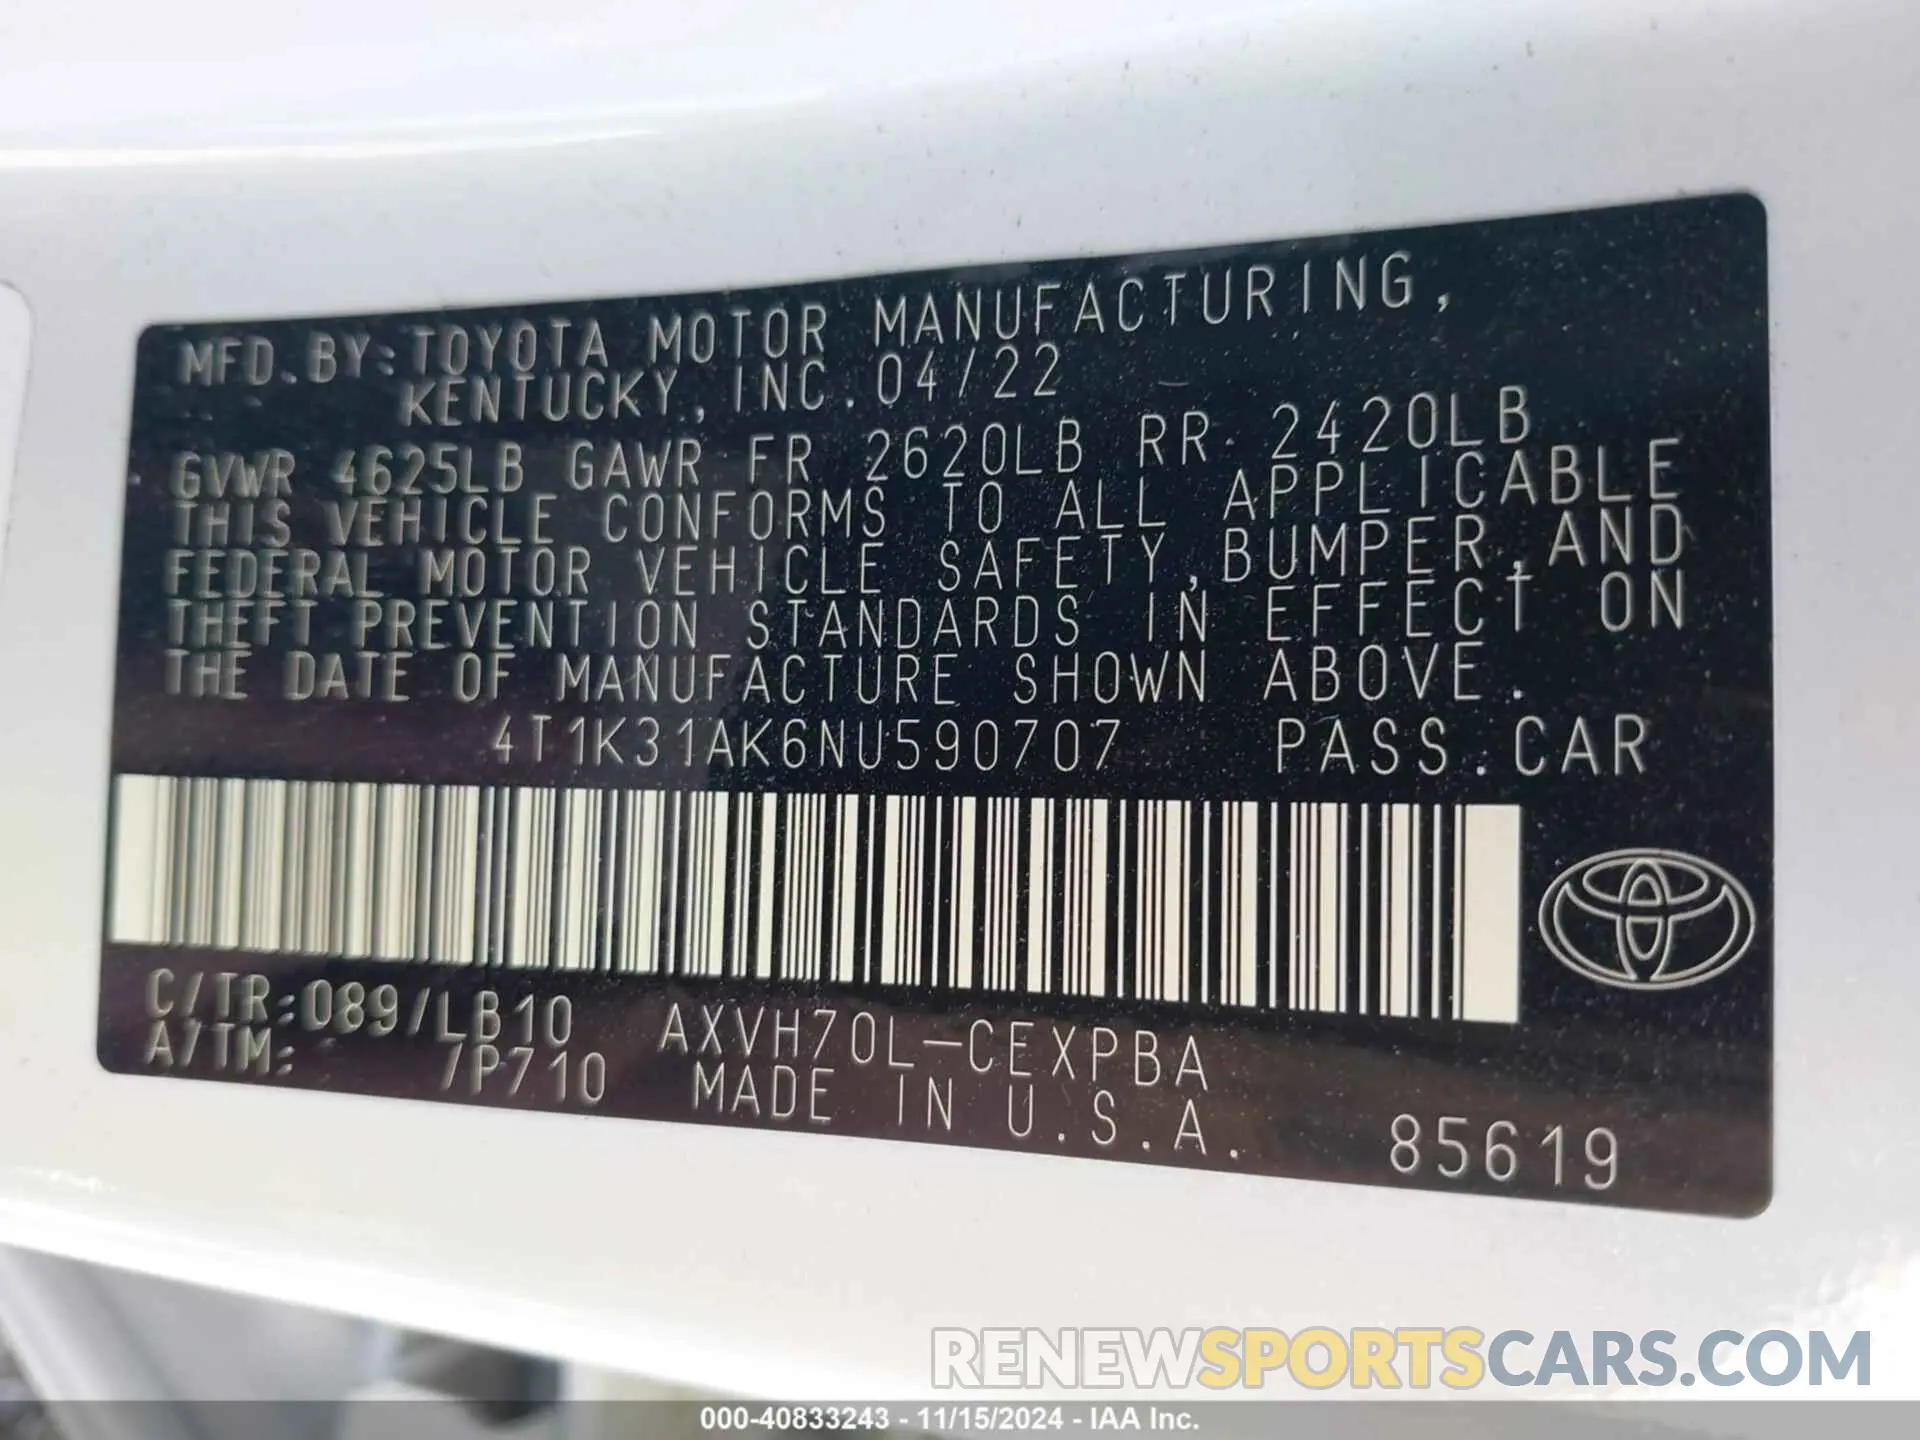 MFD. BY: TOYOTA MOTOR MANUFACTURING,
KENTUCKY, INC. 04/22
GVWR 4625LB GAWR FR 2620LB RR 2420LB
THIS VEHICLE CONFORMS TO ALL APPLICABLE
FEDERAL MOTOR VEHICLE SAFETY, BUMPER, AND
THEFT PREVENTION STANDARDS IN EFFECT ON
THE DATE OF MANUFACTURE SHOWN ABOVE.
4T1K31AK6NU590707 PASS. CAR
C/TR: 089/LB10 AXVH70L-CEXPBA
A/TM: /P710 MADE IN U.S.A.
85619
RENEWSPORTSCARS.COM
000-40833243 - 11/15/2024 - IAA Inc.